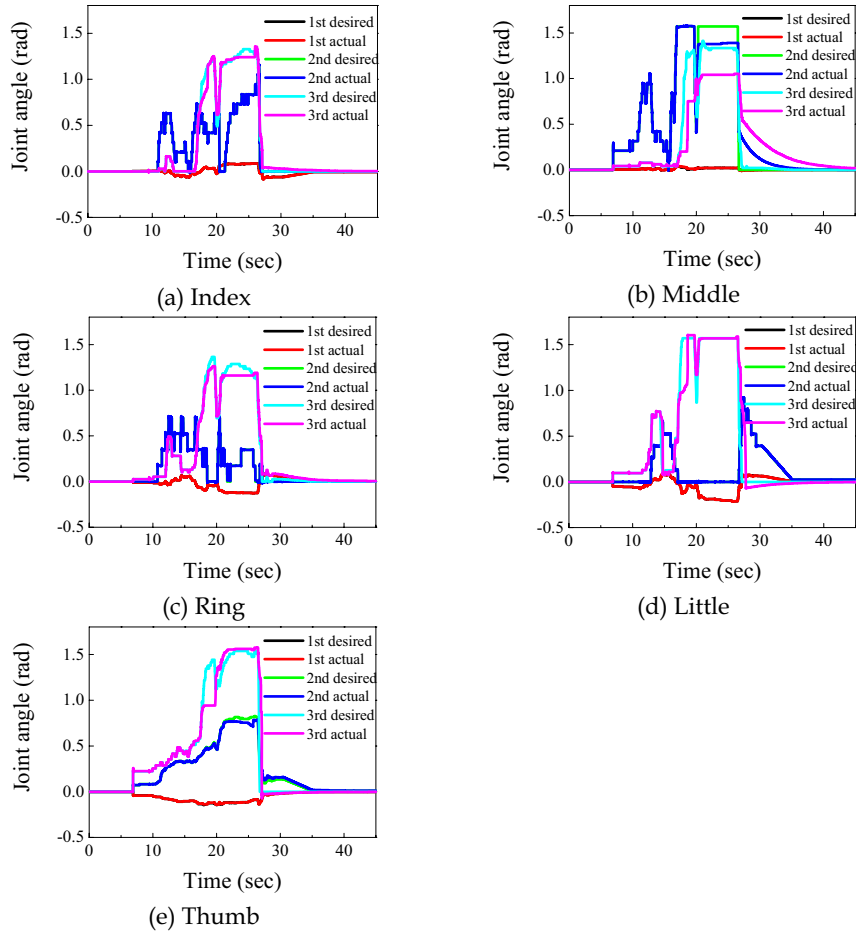 Joint angle (rad)
1.5
1.0
0.5
0.0
-0.5
0 10 20 30 40
Time (sec)
1st desired
1st actual
2nd desired
2nd actual
3rd desired
3rd actual
(a) Index
Joint angle (rad)
1.5
1.0
0.5
0.0
-0.5
0 10 20 30 40
Time (sec)
1st desired
1st actual
2nd desired
2nd actual
3rd desired
3rd actual
(b) Middle
Joint angle (rad)
1.5
1.0
0.5
0.0
-0.5
0 10 20 30 40
Time (sec)
1st desired
1st actual
2nd desired
2nd actual
3rd desired
3rd actual
(c) Ring
Joint angle (rad)
1.5
1.0
0.5
0.0
-0.5
0 10 20 30 40
Time (sec)
1st desired
1st actual
2nd desired
2nd actual
3rd desired
3rd actual
(d) Little
Joint angle (rad)
1.5
1.0
0.5
0.0
-0.5
0 10 20 30 40
Time (sec)
1st desired
1st actual
2nd desired
2nd actual
3rd desired
3rd actual
(e) Thumb